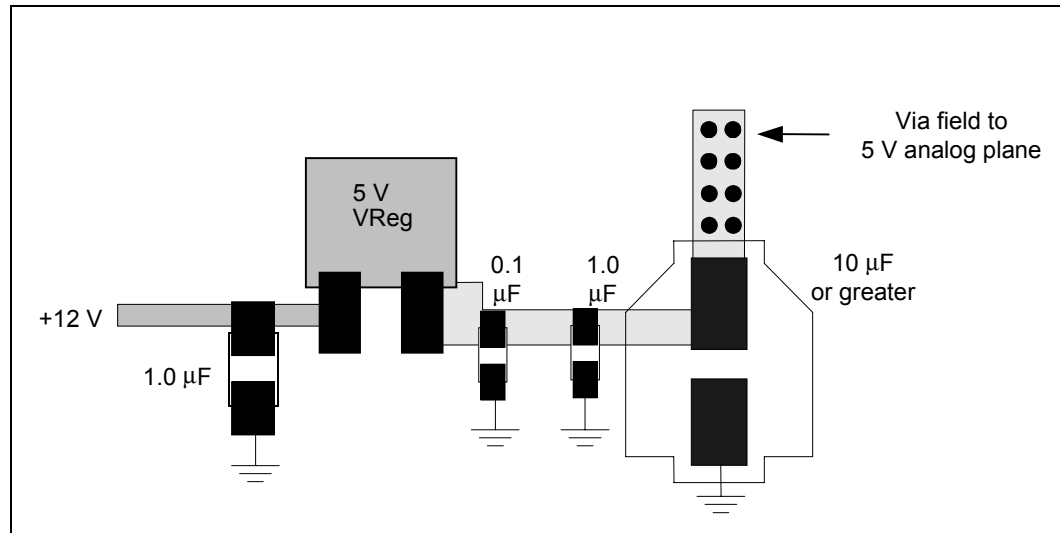 Via field to
5 V analog plane
5 V
VReg
0.1
μF
1.0
μF
10 μF
or greater
+12 V
1.0 μF